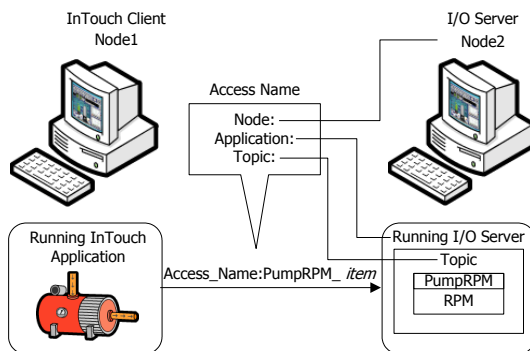 InTouch Client
Node1
I/O Server
Node2
Access Name
Node:
Application:
Topic:
Running InTouch
Application
Access_Name:PumpRPM_ item
Running I/O Server
Topic
PumpRPM
RPM